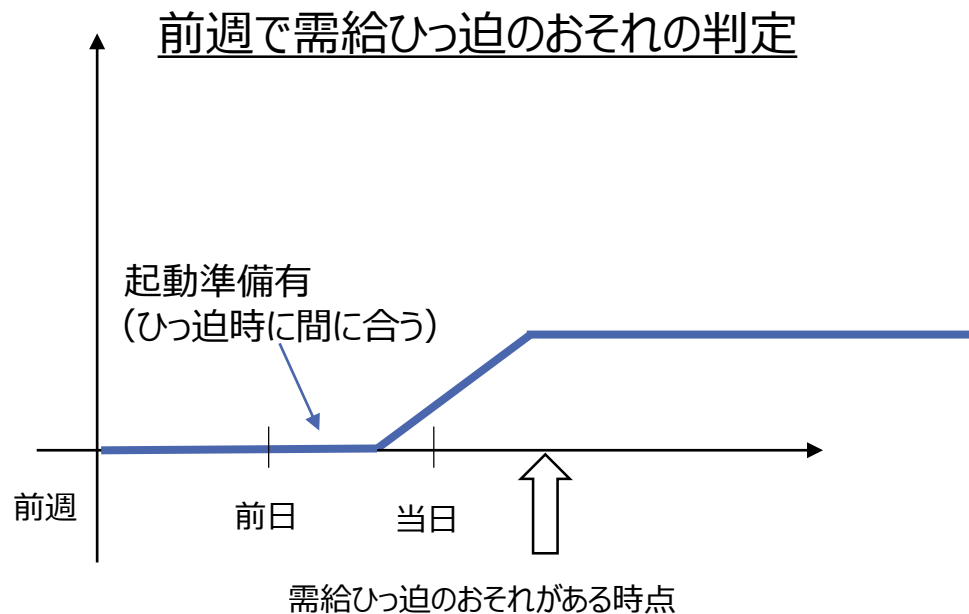 前週で需給ひっ迫のおそれの判定
起動準備有
(ひっ迫時に間に合う)
前週
前日
当日
需給ひっ迫のおそれがある時点